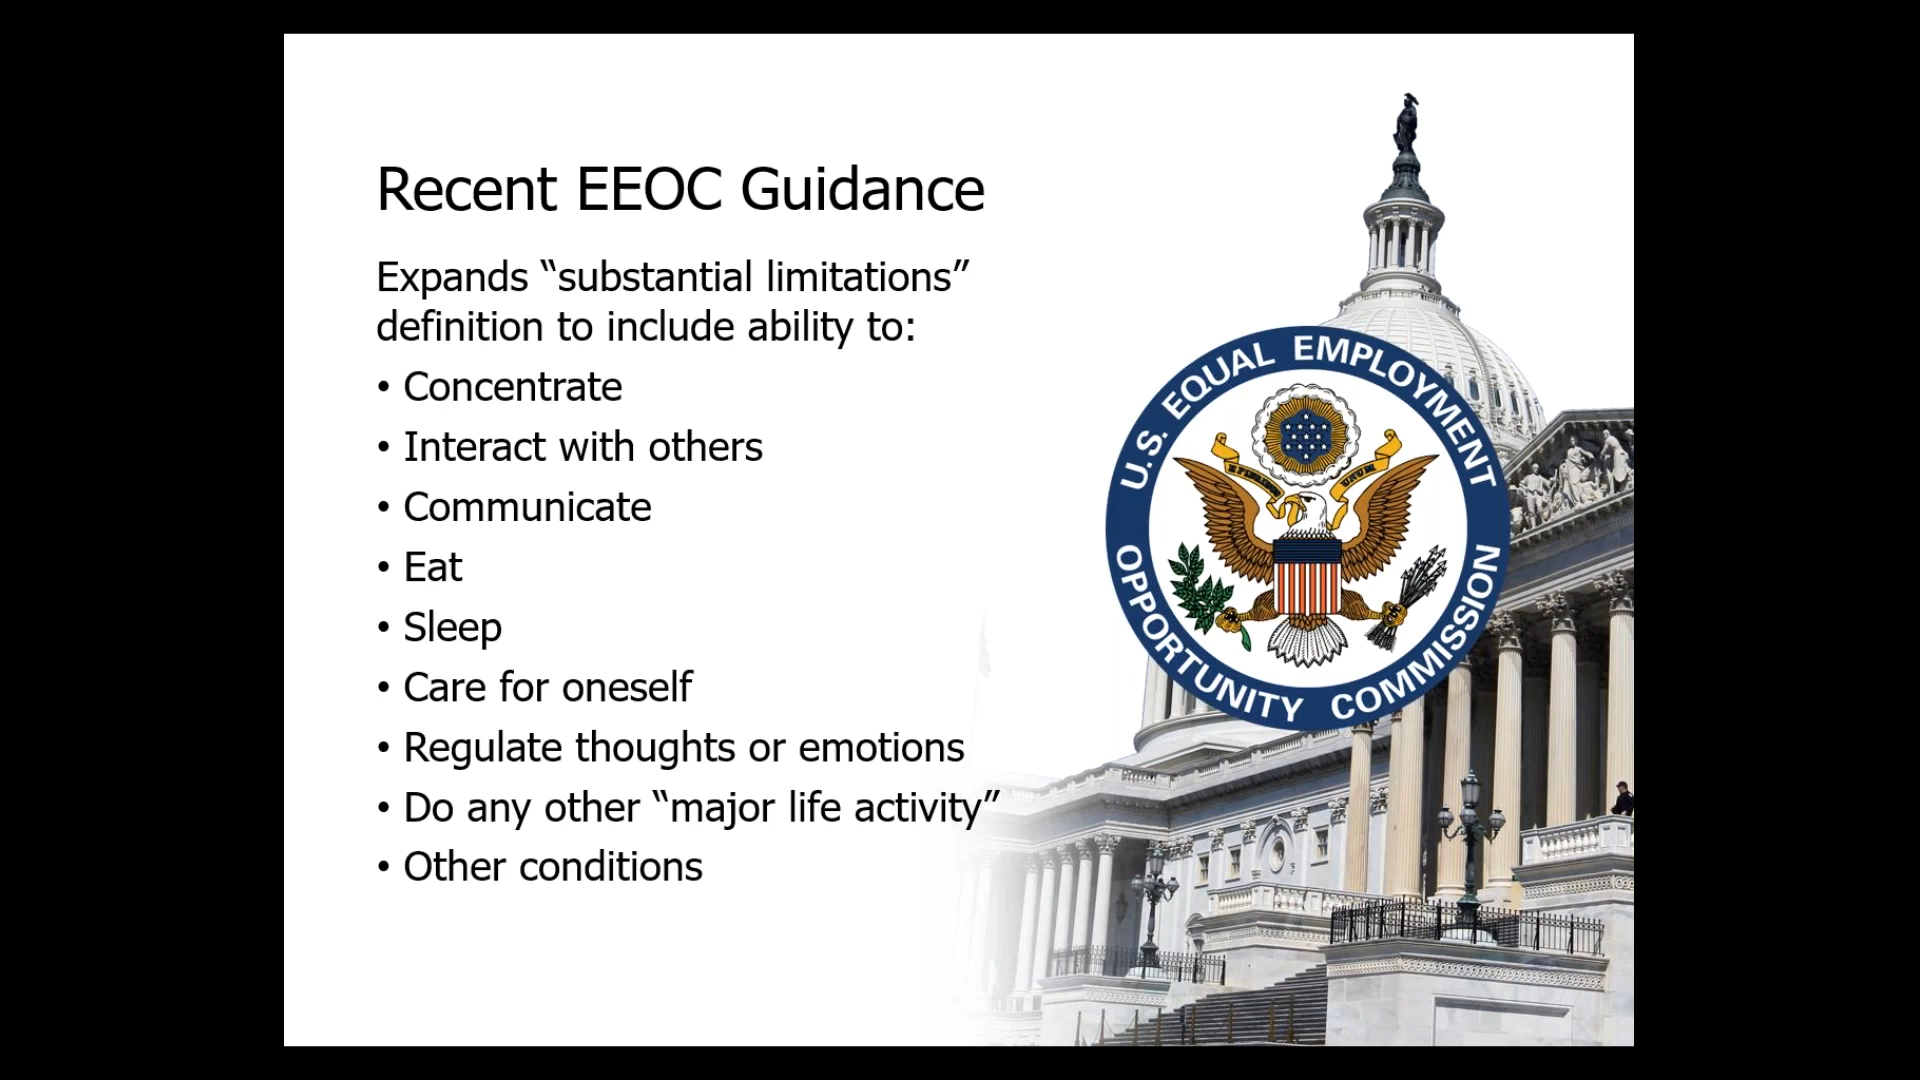 Recent EEOC Guidance
Expands “substantial limitations”
definition to include ability to:
• Concentrate
• Interact with others
• Communicate
• Eat
• Sleep
• Care for oneself
• Regulate thoughts or emotions
• Do any other “major life activity”
• Other conditions
U.S. EQUAL EMPLOYMENT
OPPORTUNITY COMMISSION